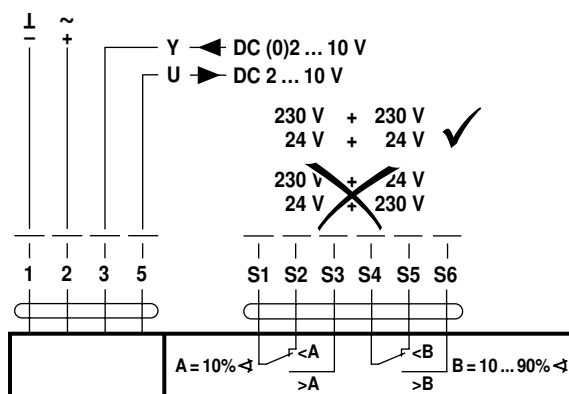 ⊥ ~
– +
Y DC (0)2 ... 10 V
U DC 2 ... 10 V
230 V + 230 V
24 V + 24 V
230 V + 24 V
24 V + 230 V
1 2 3 5 S1 S2 S3 S4 S5 S6
A = 10% ∢ <A <B B = 10 ... 90% ∢
>A >B